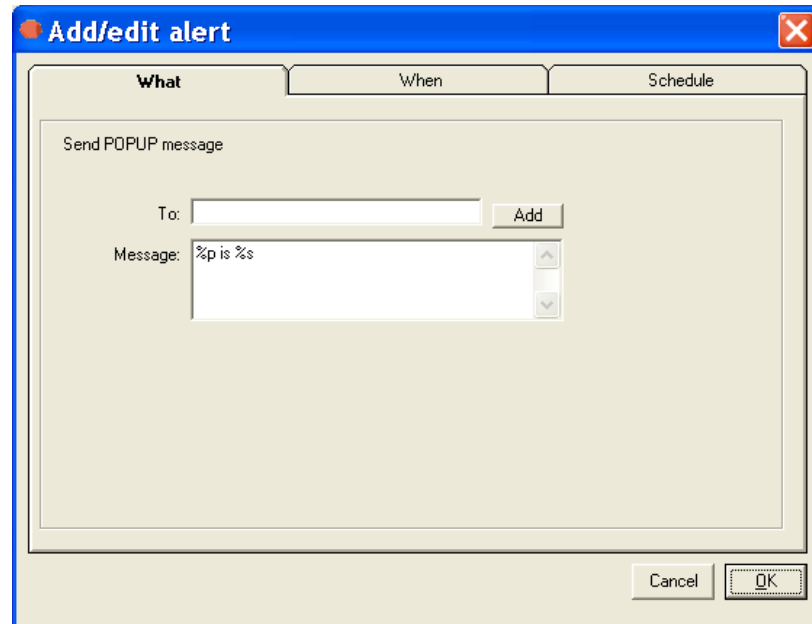 Add/edit alert
What When Schedule
Send POPUP message
To: Add
Message: %p is %s
Cancel OK